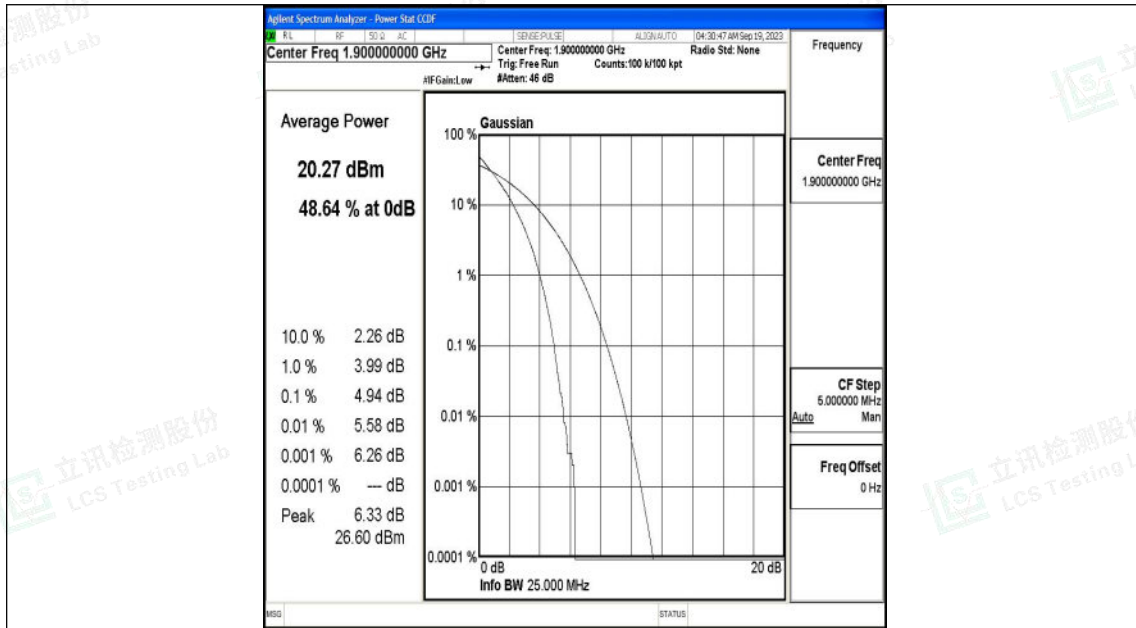 Agilent Spectrum Analyzer - Power Stat CCDF
RL RF 50 Ω AC SENSE:PULSE ALIGNAUTO 04:30:47 AM Sep 19, 2023
Center Freq 1.900000000 GHz
Center Freq: 1.900000000 GHz Radio Std: None
Trig: Free Run Counts:100 k/100 kpt
#IFGain:Low #Atten: 46 dB
Frequency
Center Freq
1.900000000 GHz
CF Step
5.000000 MHz
Auto Man
Freq Offset
0 Hz
Average Power
20.27 dBm
48.64 % at 0dB
10.0 % 2.26 dB
1.0 % 3.99 dB
0.1 % 4.94 dB
0.01 % 5.58 dB
0.001 % 6.26 dB
0.0001 % --- dB
Peak 6.33 dB
26.60 dBm
Gaussian
100 %
10 %
1 %
0.1 %
0.01 %
0.001 %
0.0001 %
0 dB 20 dB
Info BW 25.000 MHz
MSG STATUS
立讯检测股份
LCS Testing Lab
立讯检测股份